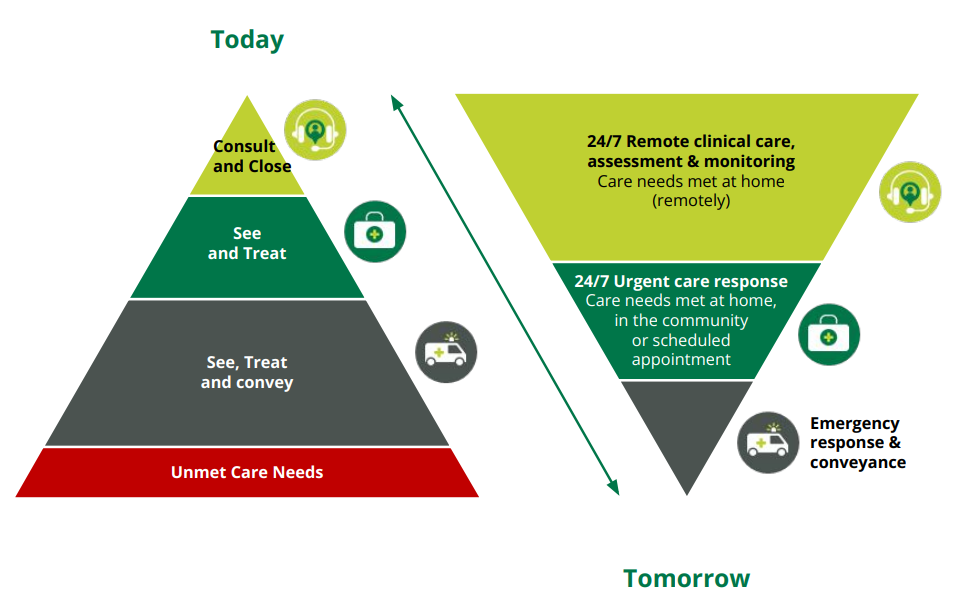 Today
Consult
and Close
See
and Treat
See, Treat
and convey
Unmet Care Needs
24/7 Remote clinical care,
assessment & monitoring
Care needs met at home
(remotely)
24/7 Urgent care response
Care needs met at home,
in the community
or scheduled
appointment
Emergency
response &
conveyance
Tomorrow